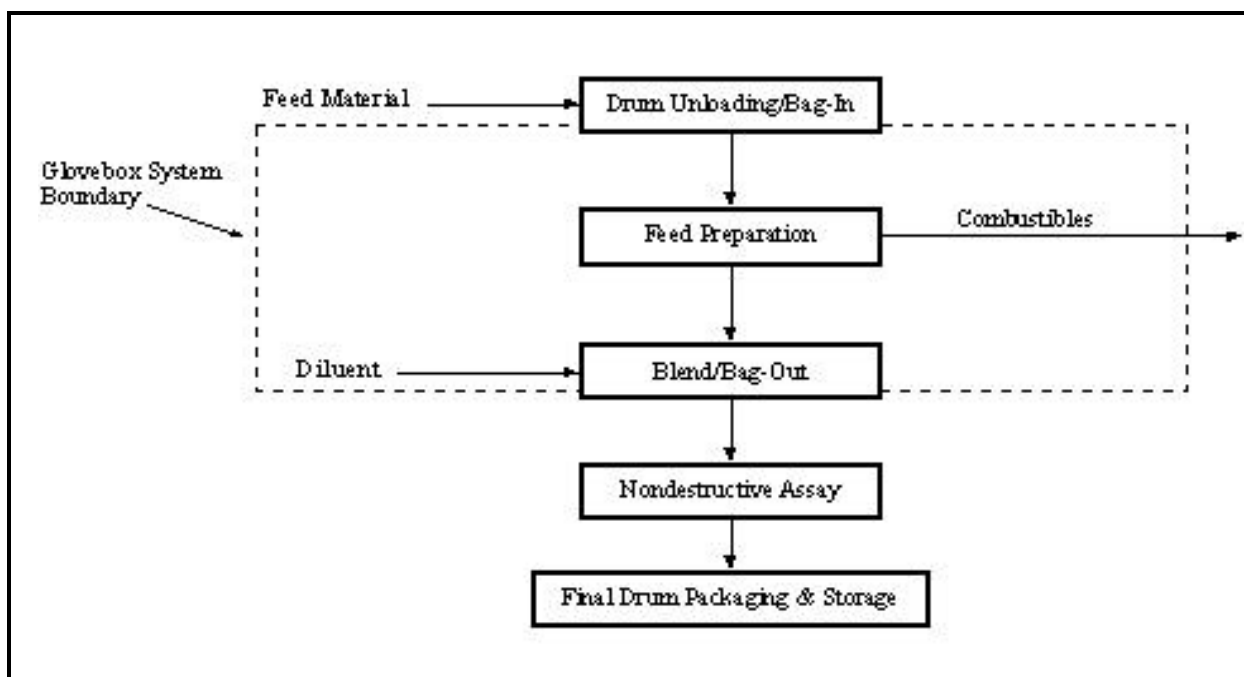 Feed Material
Drum Unloading/Bag-In
Glovebox System
Boundary
Feed Preparation
Combustibles
Diluent
Blend/Bag-Out
Nondestructive Assay
Final Drum Packaging & Storage